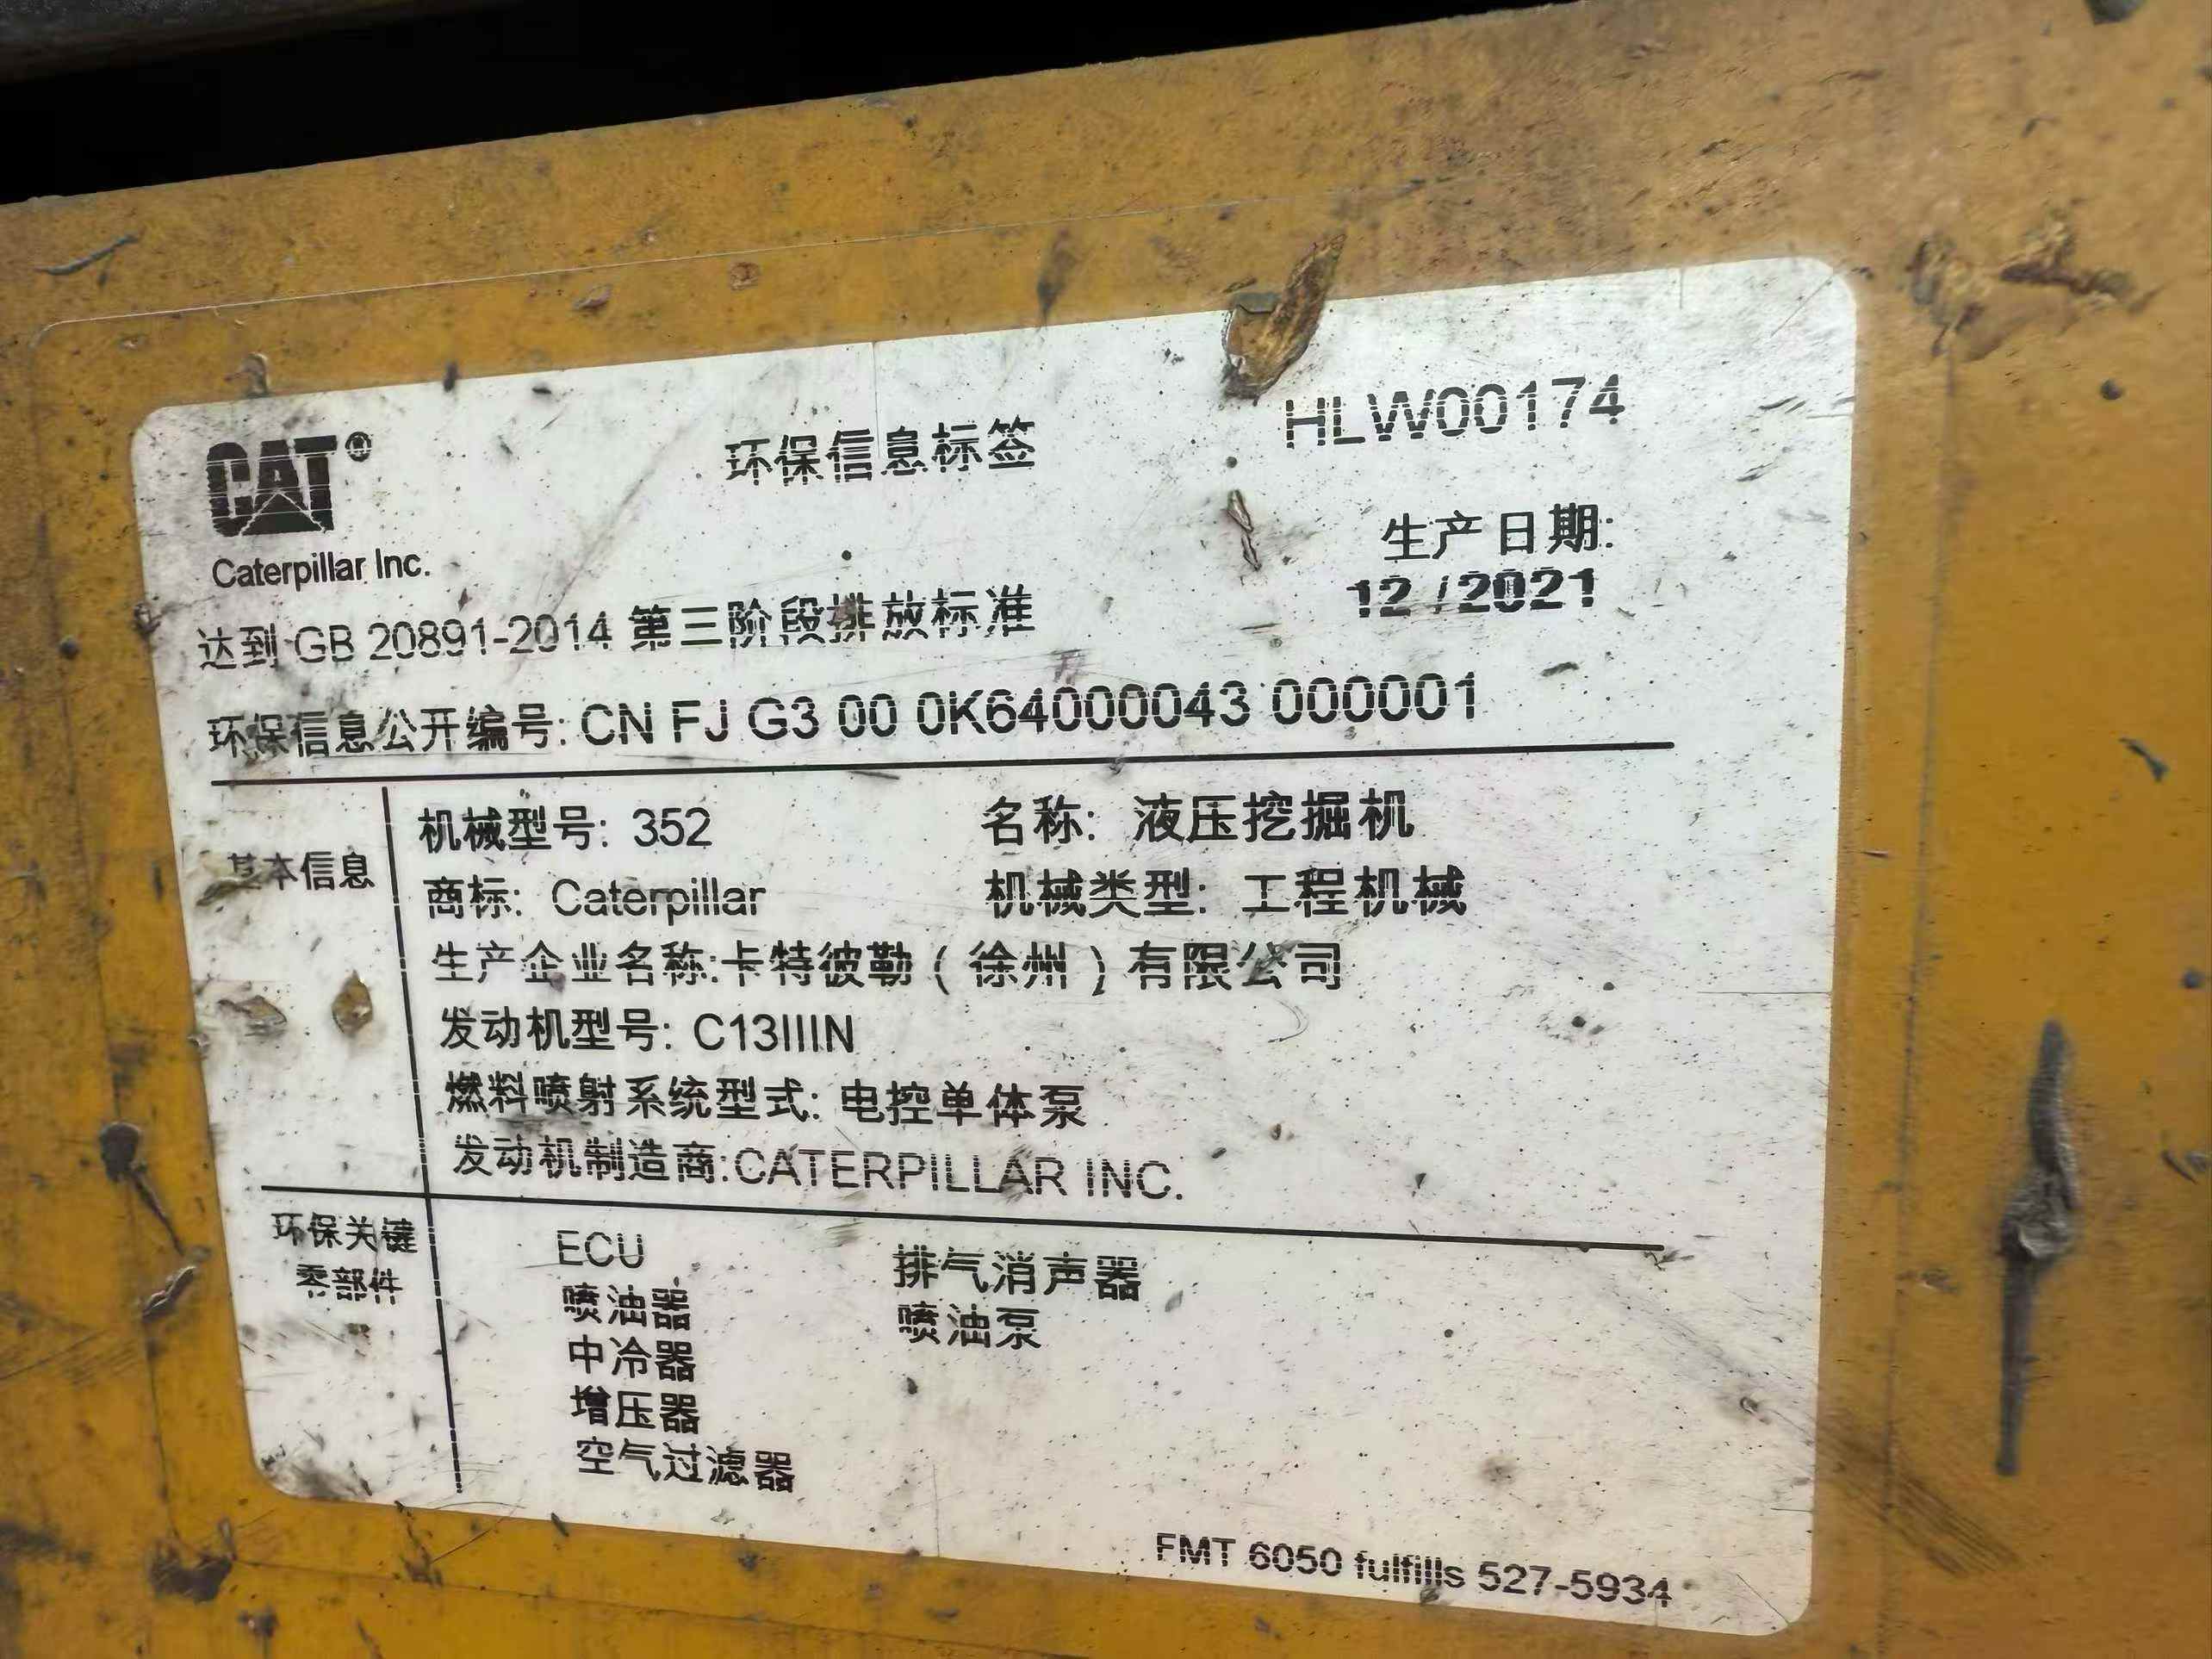 CAT®
环保信息标签
HLW00174
Caterpillar Inc.
生产日期:
12/2021
达到 GB 20891-2014 第三阶段排放标准
环保信息公开编号: CN FJ G3 00 0K64000043 000001
基本信息
机械型号: 352 名称: 液压挖掘机
商标: Caterpillar 机械类型: 工程机械
生产企业名称:卡特彼勒(徐州)有限公司
发动机型号: C13IIIN
燃料喷射系统型式: 电控单体泵
发动机制造商:CATERPILLAR INC.
环保关键
零部件
ECU 排气消声器
喷油器 喷油泵
中冷器
增压器
空气过滤器
FMT 6050 fulfills 527-5934